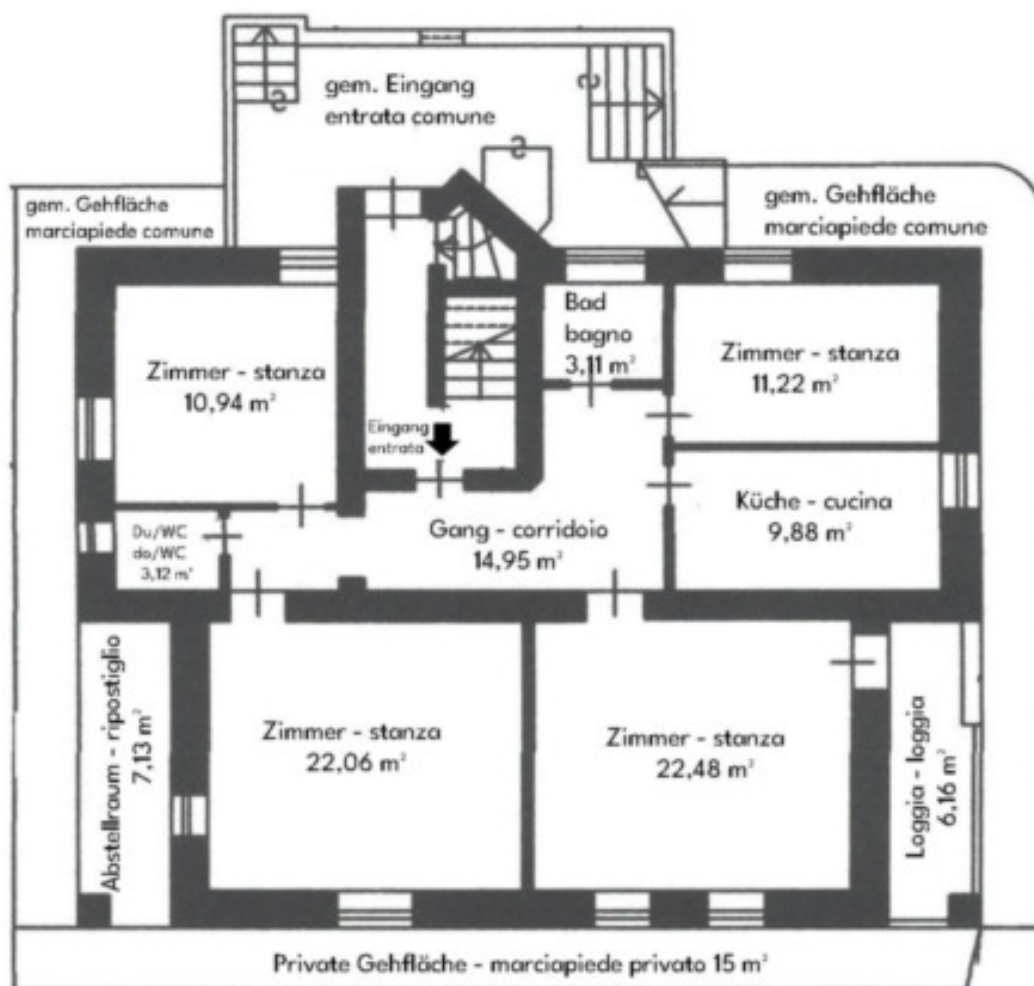 gem. Eingang
entrata comune
gem. Gehfläche
marciapiede comune
gem. Gehfläche
marciapiede comune
Bad
bagno
3,11 m²
Zimmer - stanza
10,94 m²
Zimmer - stanza
11,22 m²
Eingang
entrata
Küche - cucina
9,88 m²
Gang - corridoio
14,95 m²
Du/WC
do/WC
3,12 m²
Abstellraum - ripostiglio
7,13 m²
Zimmer - stanza
22,06 m²
Zimmer - stanza
22,48 m²
Loggia - loggia
6,16 m²
Private Gehfläche - marciapiede privato 15 m²